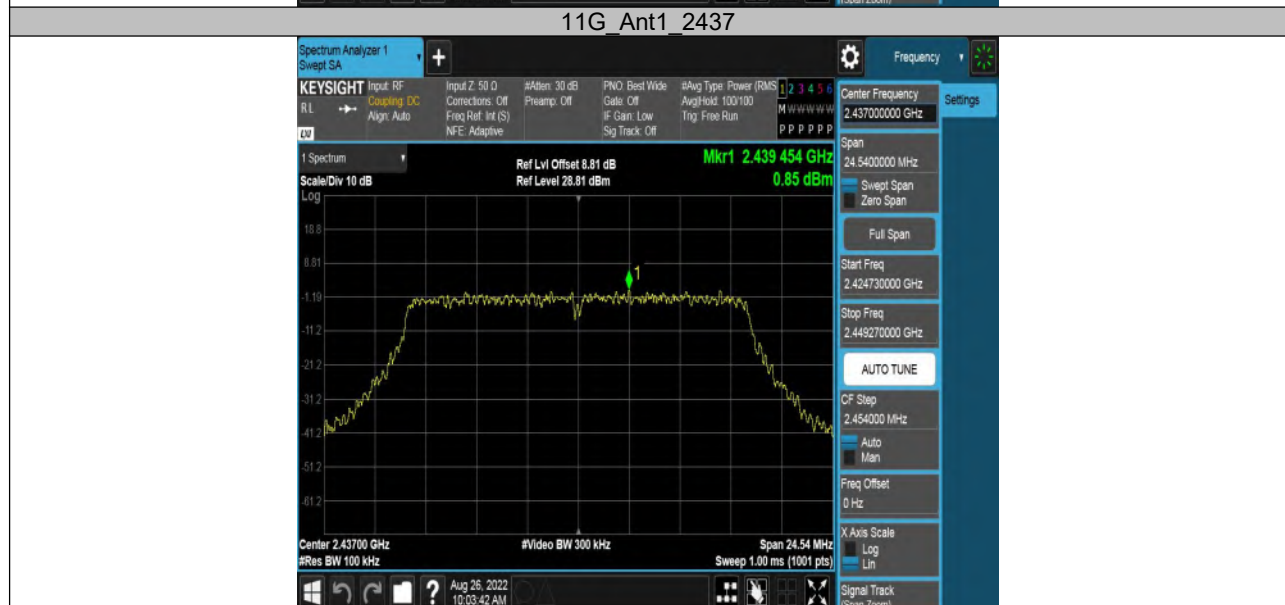 (Span Zoom)
11G_Ant1_2437
Spectrum Analyzer 1
Swept SA
+
Frequency
KEYSIGHT
RL
LXI
Input: RF
Coupling: DC
Align: Auto
Input Z: 50 Ω
Corrections: Off
Freq Ref: Int (S)
NFE: Adaptive
#Atten: 30 dB
Preamp: Off
PNO: Best Wide
Gate: Off
IF Gain: Low
Sig Track: Off
#Avg Type: Power (RMS
Avg|Hold: 100/100
Trig: Free Run
1 2 3 4 5 6
M W W W W W
P P P P P P
Center Frequency
2.437000000 GHz
Settings
1 Spectrum
Scale/Div 10 dB
Log
Ref Lvl Offset 8.81 dB
Ref Level 28.81 dBm
Mkr1 2.439 454 GHz
0.85 dBm
Span
24.5400000 MHz
Swept Span
Zero Span
Full Span
Start Freq
2.424730000 GHz
Stop Freq
2.449270000 GHz
AUTO TUNE
CF Step
2.454000 MHz
Auto
Man
Freq Offset
0 Hz
X Axis Scale
Log
Lin
Signal Track
(Span Zoom)
18.8
8.81
-1.19
-11.2
-21.2
-31.2
-41.2
-51.2
-61.2
1
Center 2.43700 GHz
#Res BW 100 kHz
#Video BW 300 kHz
Span 24.54 MHz
Sweep 1.00 ms (1001 pts)
?
Aug 26, 2022
10:03:42 AM